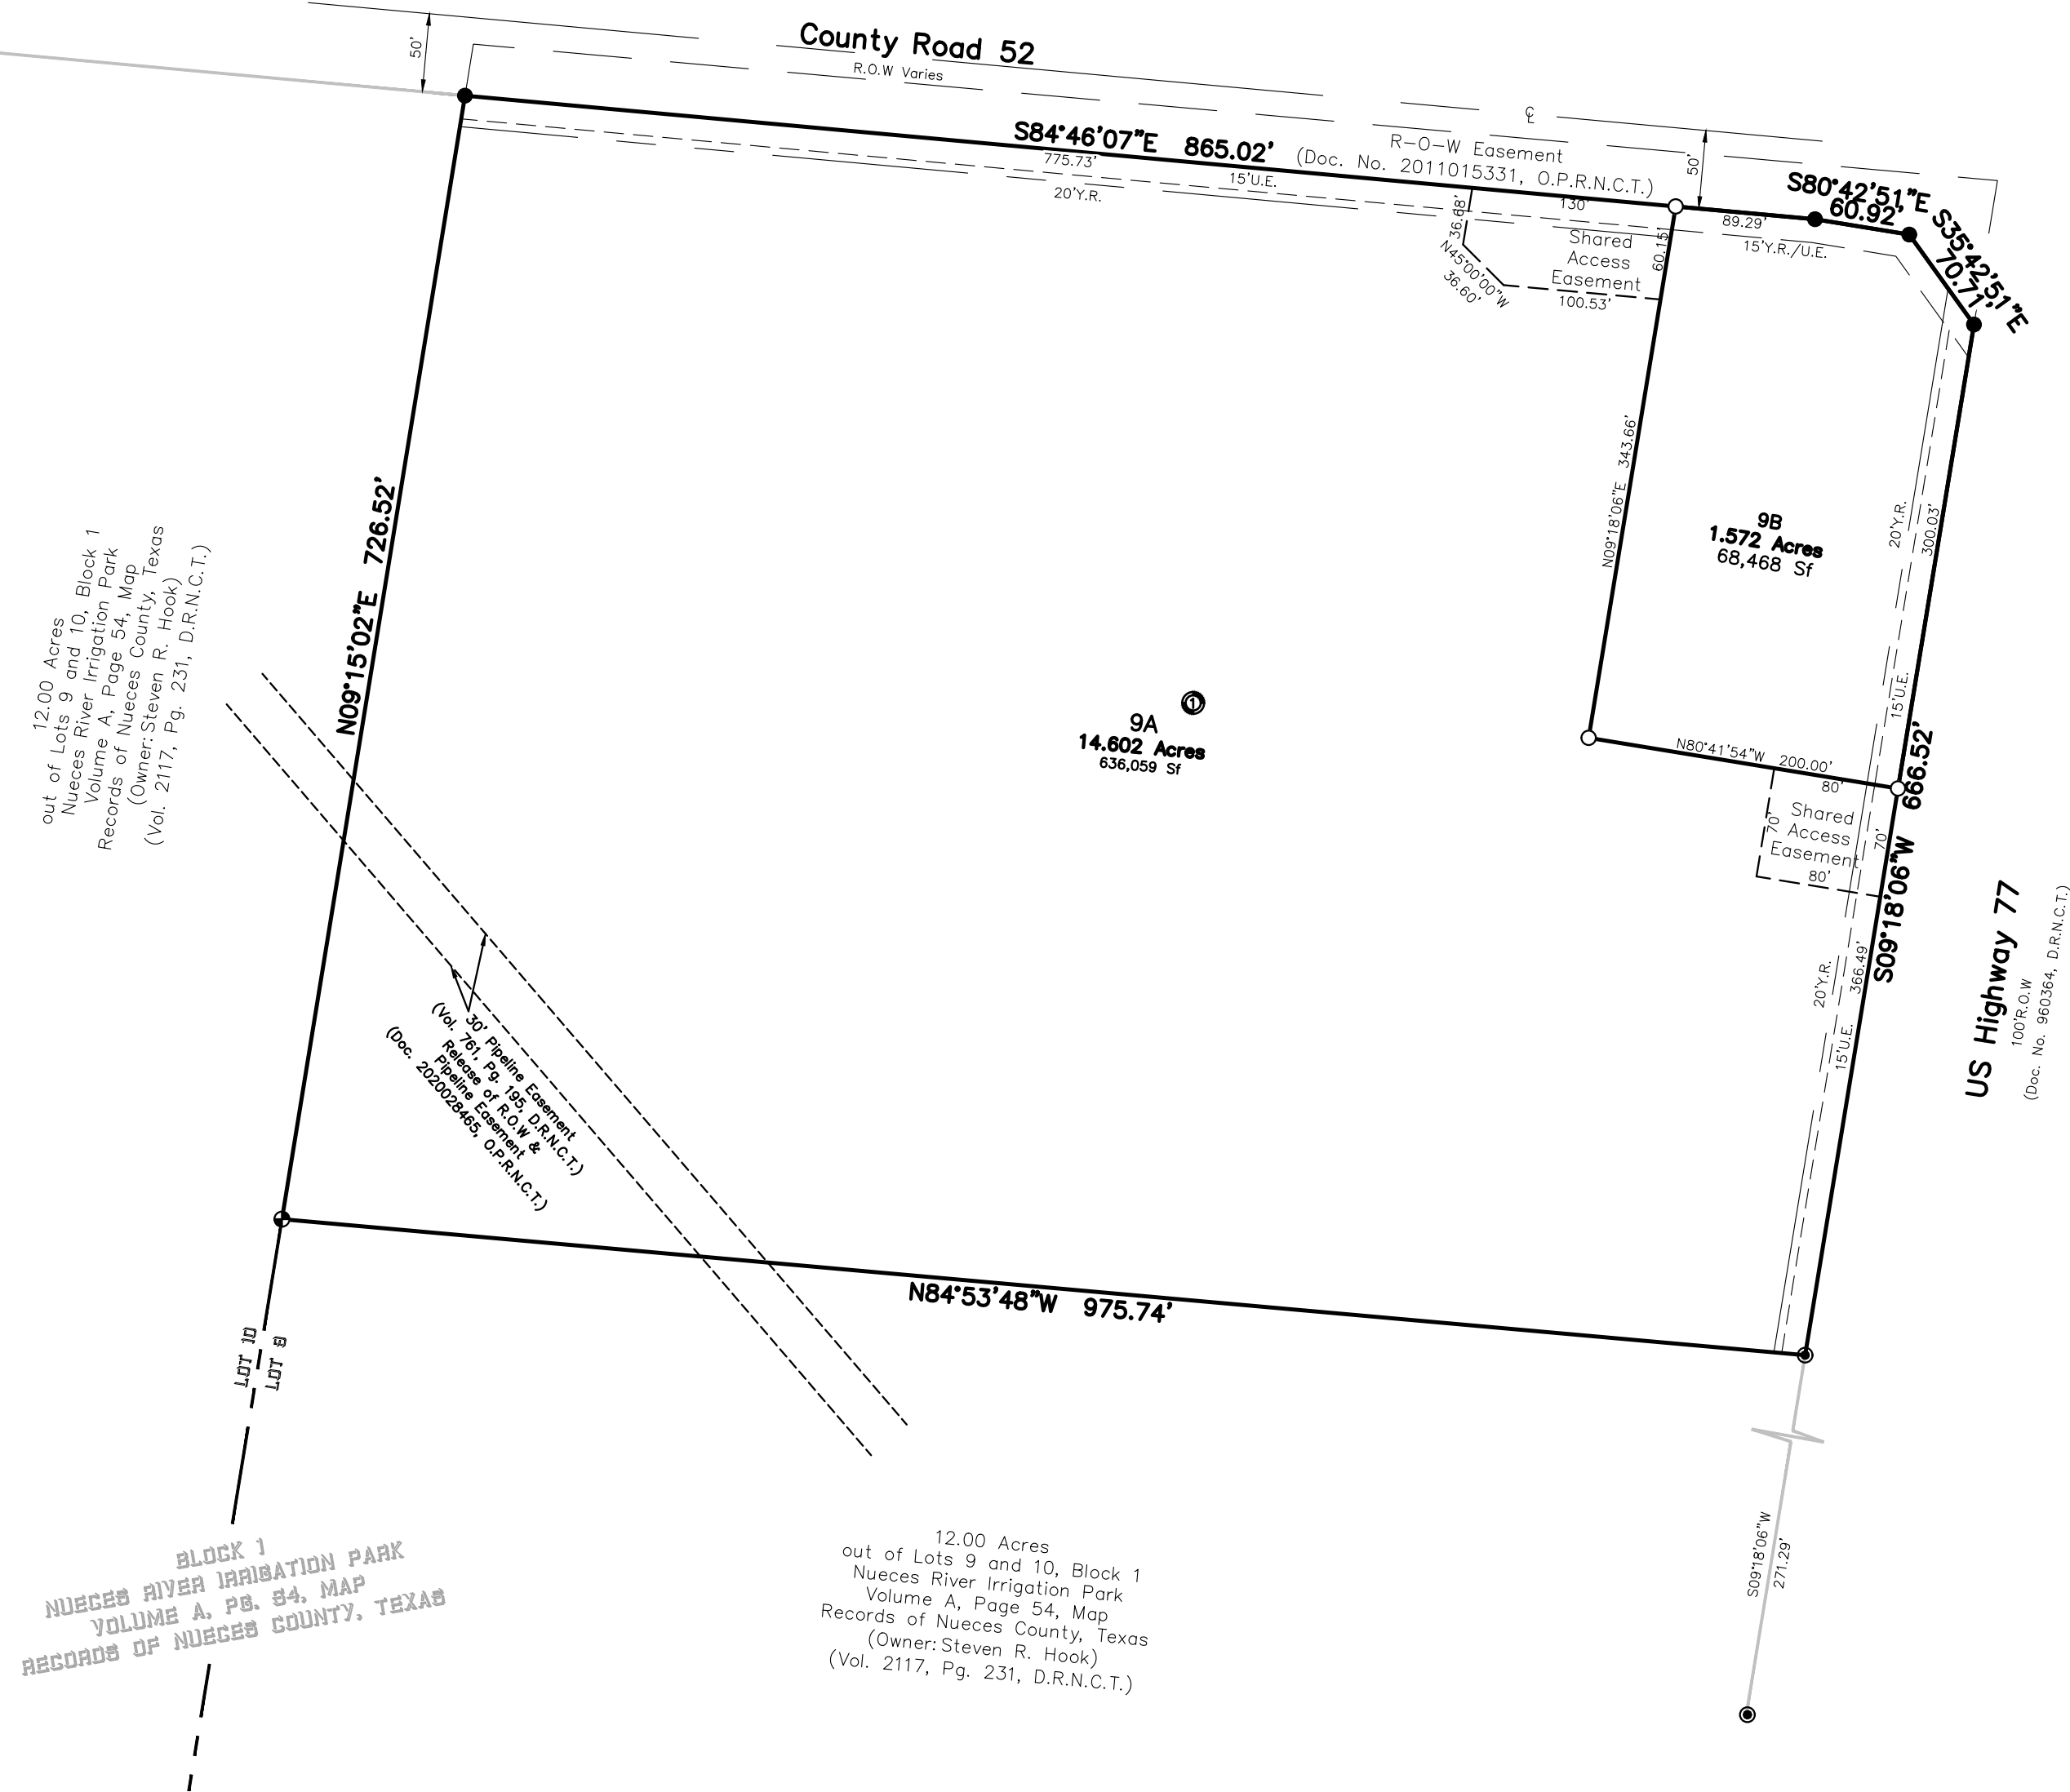 County Road 52
R.O.W Varies
50'
℄
R-O-W Easement
(Doc. No. 2011015331, O.P.R.N.C.T.)
50'
S84°46'07"E 865.02'
775.73'
15'U.E.
20'Y.R.
130'
89.29'
15'Y.R./U.E.
S80°42'51"E
60.92'
S35°42'51"E
70.71'
36.68'
N45°00'00"W
36.60'
Shared
Access
Easement
100.53'
60.15'
N09°18'06"E 343.66'
9B
1.572 Acres
68,468 Sf
20'Y.R.
300.03'
15'U.E.
N80°41'54"W 200.00'
80'
Shared
Access
Easement
70'
70'
80'
S09°18'06"W 666.52'
20'Y.R.
366.49'
15'U.E.
US Highway 77
100'R.O.W
(Doc. No. 960364, D.R.N.C.T.)
N09°15'02"E 726.52'
1
9A
14.602 Acres
636,059 Sf
12.00 Acres
out of Lots 9 and 10, Block 1
Nueces River Irrigation Park
Volume A, Page 54, Map
Records of Nueces County, Texas
(Owner: Steven R. Hook)
(Vol. 2117, Pg. 231, D.R.N.C.T.)
30' Pipeline Easement
(Vol. 761, Pg. 195, D.R.N.C.T.)
Release of R.O.W &
Pipeline Easement
(Doc. 2020028465, O.P.R.N.C.T.)
N84°53'48"W 975.74'
LOT 10
LOT 9
BLOCK 1
NUECES RIVER IRRIGATION PARK
VOLUME A, PG. 54, MAP
RECORDS OF NUECES COUNTY, TEXAS
12.00 Acres
out of Lots 9 and 10, Block 1
Nueces River Irrigation Park
Volume A, Page 54, Map
Records of Nueces County, Texas
(Owner: Steven R. Hook)
(Vol. 2117, Pg. 231, D.R.N.C.T.)
S09°18'06"W
271.29'